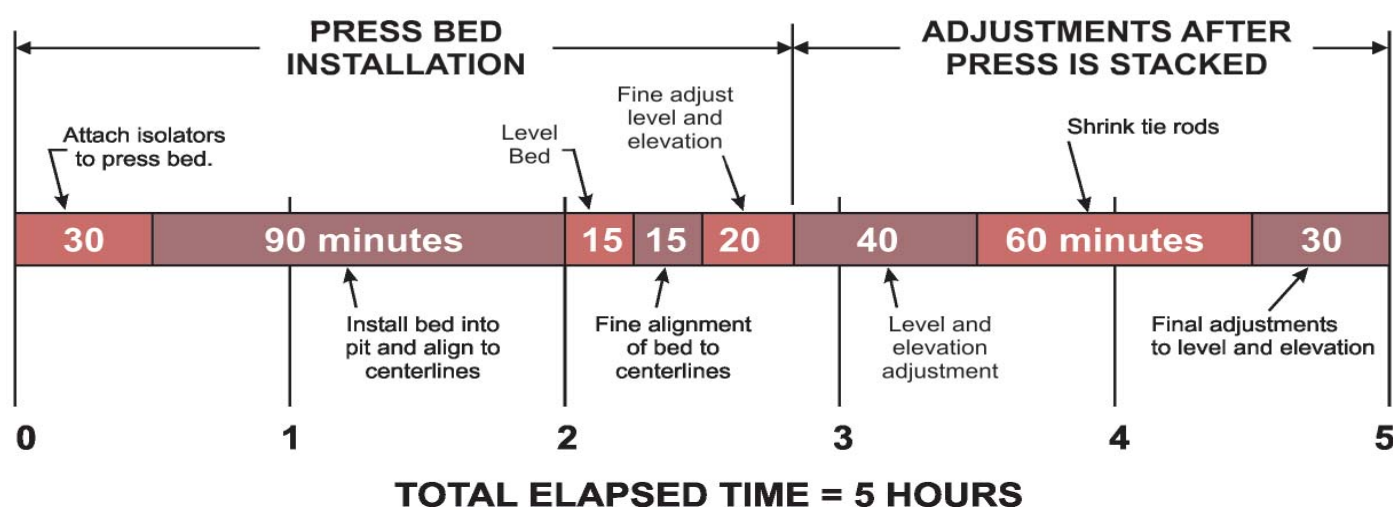 PRESS BED
INSTALLATION
ADJUSTMENTS AFTER
PRESS IS STACKED
Attach isolators
to press bed.
Level
Bed
Fine adjust
level and
elevation
Shrink tie rods
30
90 minutes
15
15
20
40
60 minutes
30
Install bed into
pit and align to
centerlines
Fine alignment
of bed to
centerlines
Level and
elevation
adjustment
Final adjustments
to level and elevation
0
1
2
3
4
5
TOTAL ELAPSED TIME = 5 HOURS